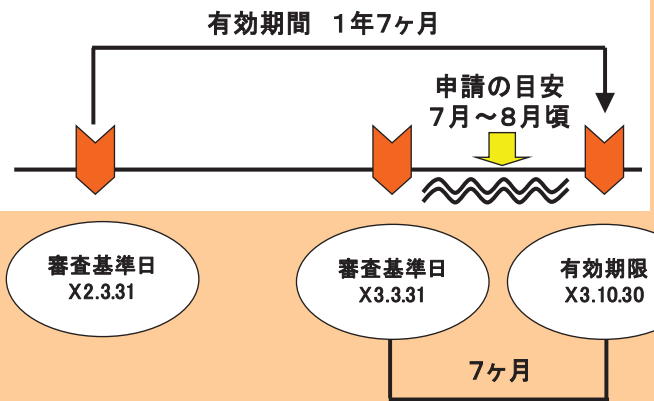 有効期間 1年7ヶ月
申請の目安
7月～8月頃
審査基準日
X2.3.31
審査基準日
X3.3.31
有効期限
X3.10.30
7ヶ月